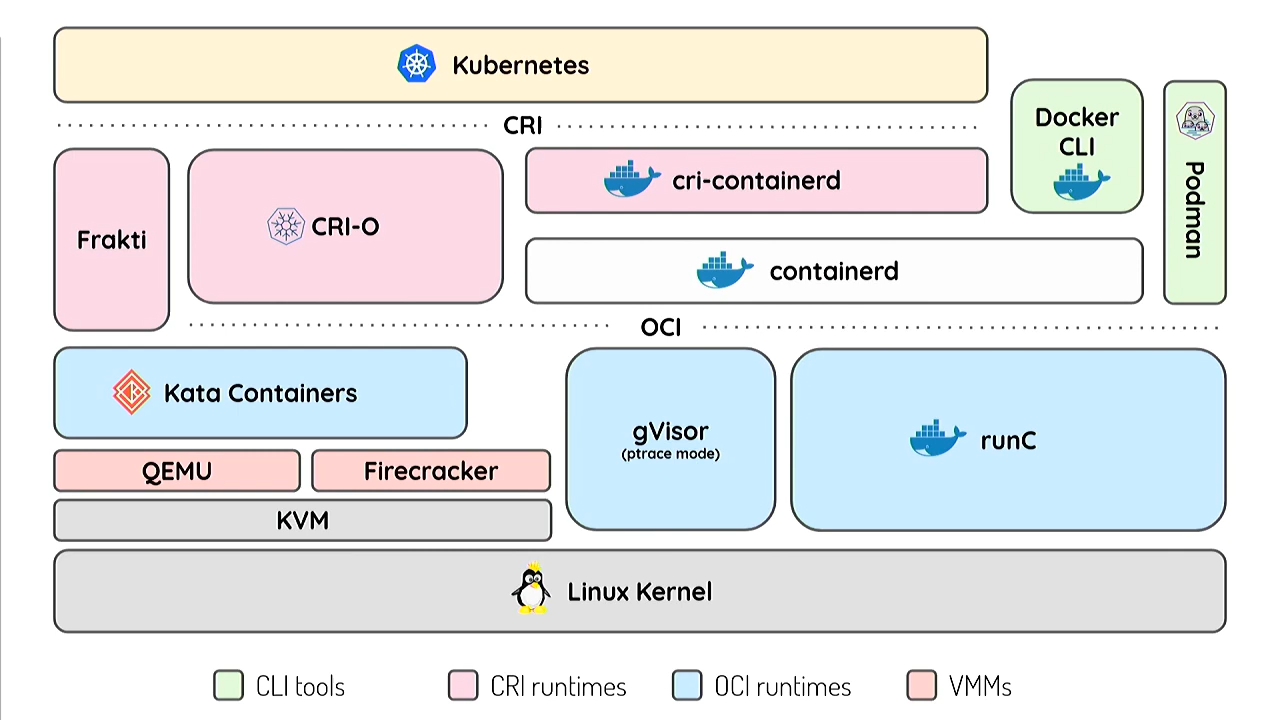 Kubernetes
CRI
Docker
CLI
Podman
Frakti
CRI-O
cri-containerd
containerd
OCI
Kata Containers
gVisor
(ptrace mode)
runC
QEMU
Firecracker
KVM
Linux Kernel
CLI tools
CRI runtimes
OCI runtimes
VMMs